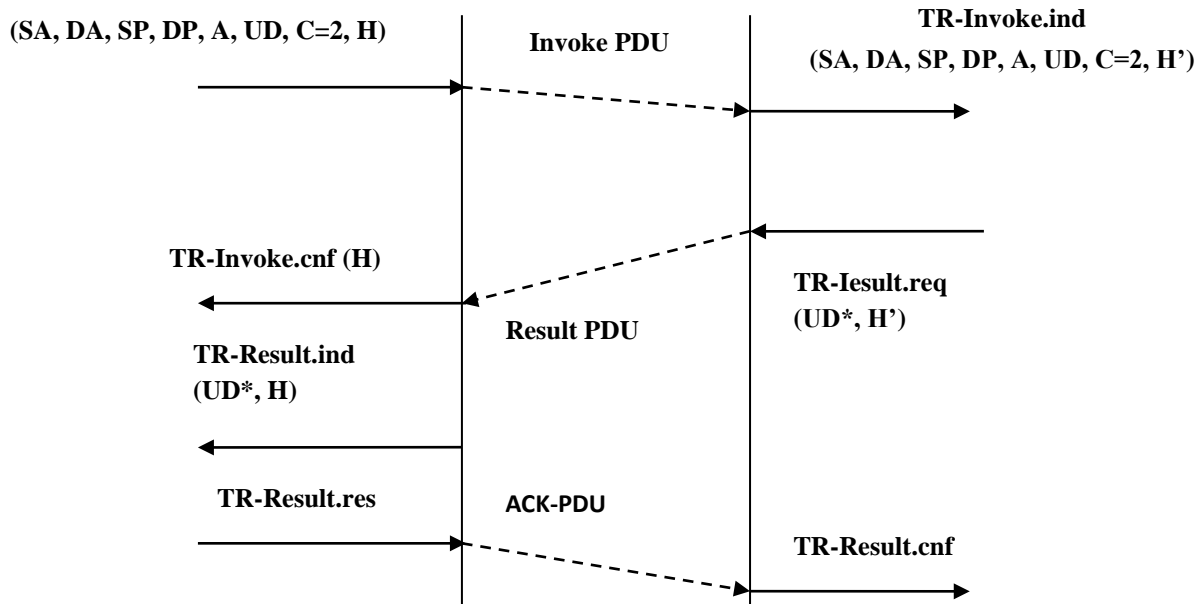 (SA, DA, SP, DP, A, UD, C=2, H)
Invoke PDU
TR-Invoke.ind
(SA, DA, SP, DP, A, UD, C=2, H’)
TR-Invoke.cnf (H)
Result PDU
TR-Iesult.req
(UD*, H’)
TR-Result.ind
(UD*, H)
TR-Result.res
ACK-PDU
TR-Result.cnf